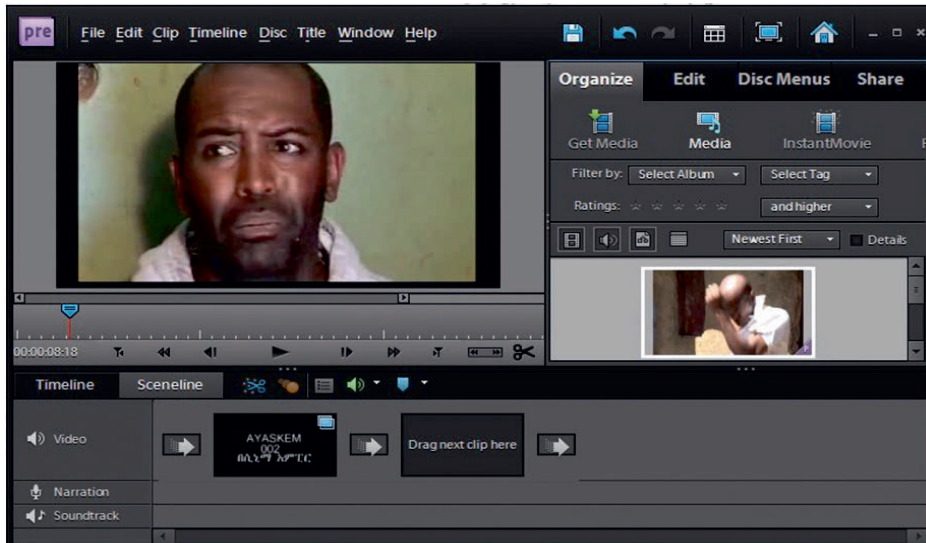 pre File Edit Clip Timeline Disc Title Window Help
Organize Edit Disc Menus Share
Get Media Media InstantMovie
Filter by: Select Album Select Tag
Ratings: and higher
Newest First Details
00:00:08:18
Timeline Sceneline
Video
AYASKEM
002
በሲኒማ እምፓር
Drag next clip here
Narration
Soundtrack